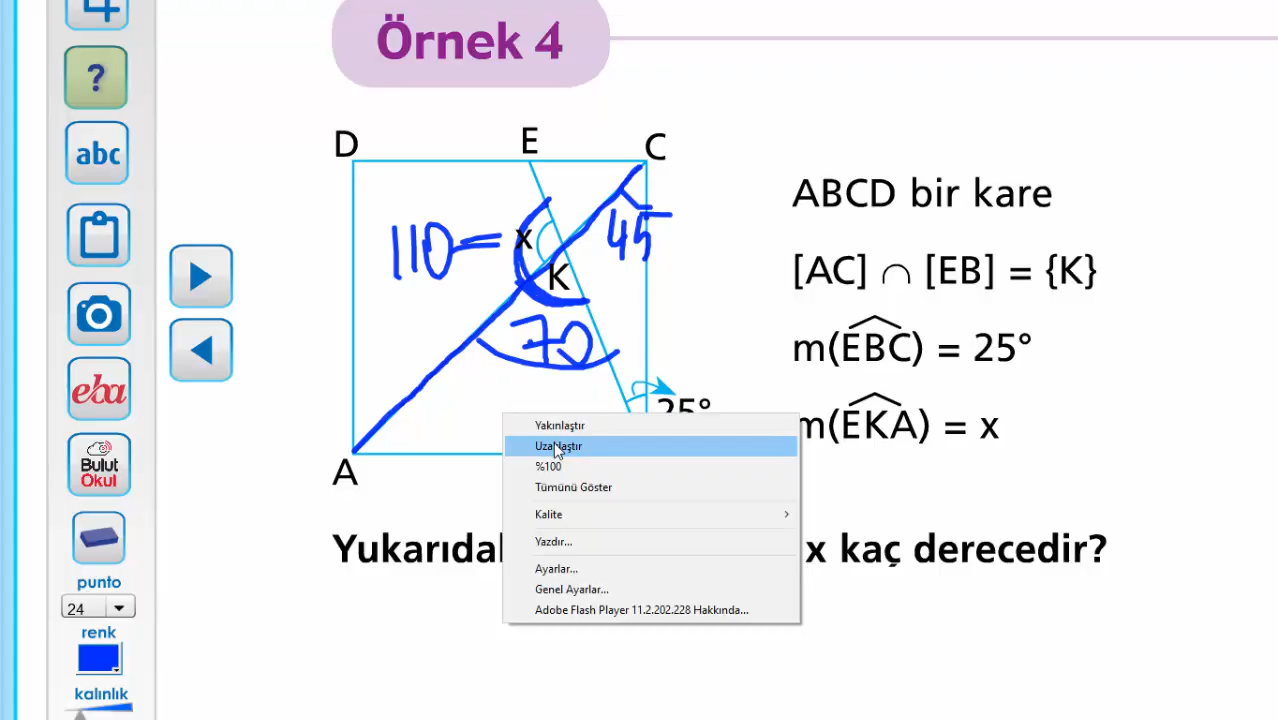 Örnek 4
?
abc
eba
Bulut
Okul
punto
24
renk
kalınlık
D
E
C
110 =
x
45
K
70
25°
A
ABCD bir kare
[AC] ∩ [EB] = {K}
m(EBC) = 25°
m(EKA) = x
Yakınlaştır
Uzaklaştır
%100
Tümünü Göster
Kalite
Yazdır...
Ayarlar...
Genel Ayarlar...
Adobe Flash Player 11.2.202.228 Hakkında...
x kaç derecedir?